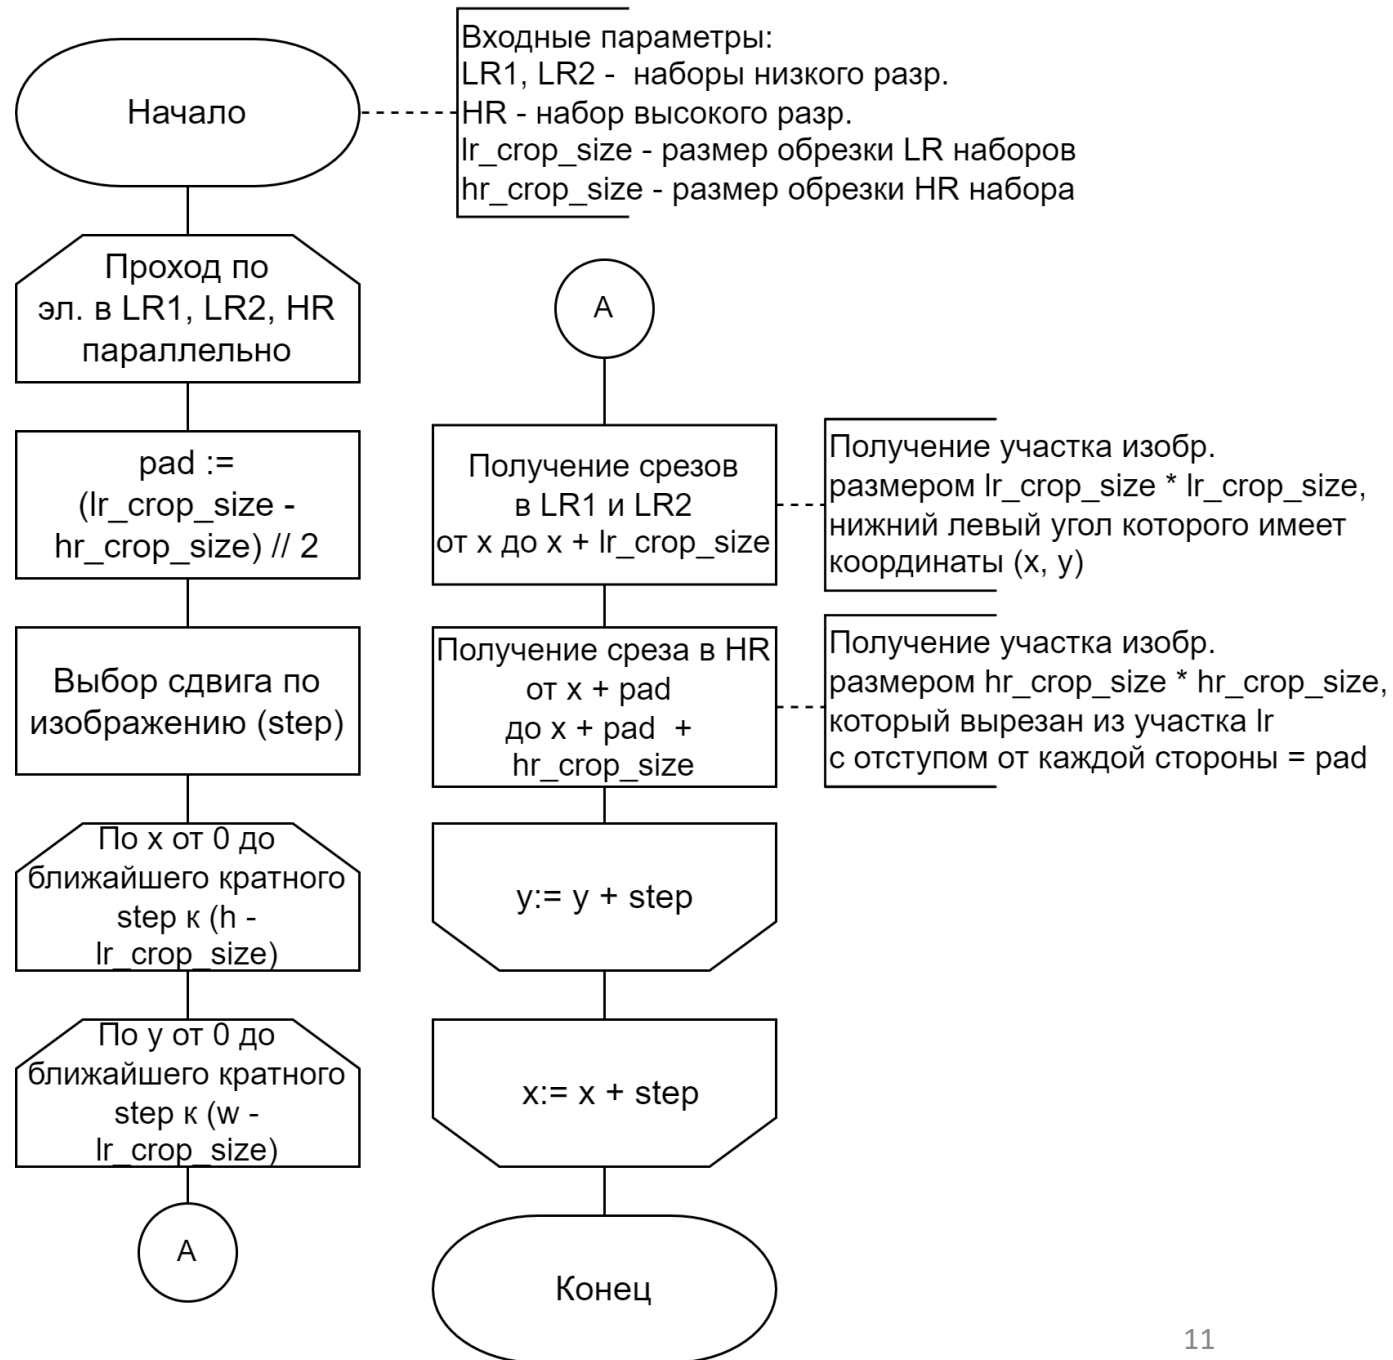 Начало
Входные параметры:
LR1, LR2 - наборы низкого разр.
HR - набор высокого разр.
lr_crop_size - размер обрезки LR наборов
hr_crop_size - размер обрезки HR набора
Проход по
эл. в LR1, LR2, HR
параллельно
pad :=
(lr_crop_size -
hr_crop_size) // 2
Выбор сдвига по
изображению (step)
По x от 0 до
ближайшего кратного
step к (h -
lr_crop_size)
По y от 0 до
ближайшего кратного
step к (w -
lr_crop_size)
A
A
Получение срезов
в LR1 и LR2
от x до x + lr_crop_size
Получение участка изобр.
размером lr_crop_size * lr_crop_size,
нижний левый угол которого имеет
координаты (x, y)
Получение среза в HR
от x + pad
до x + pad +
hr_crop_size
Получение участка изобр.
размером hr_crop_size * hr_crop_size,
который вырезан из участка lr
с отступом от каждой стороны = pad
y:= y + step
x:= x + step
Конец
11